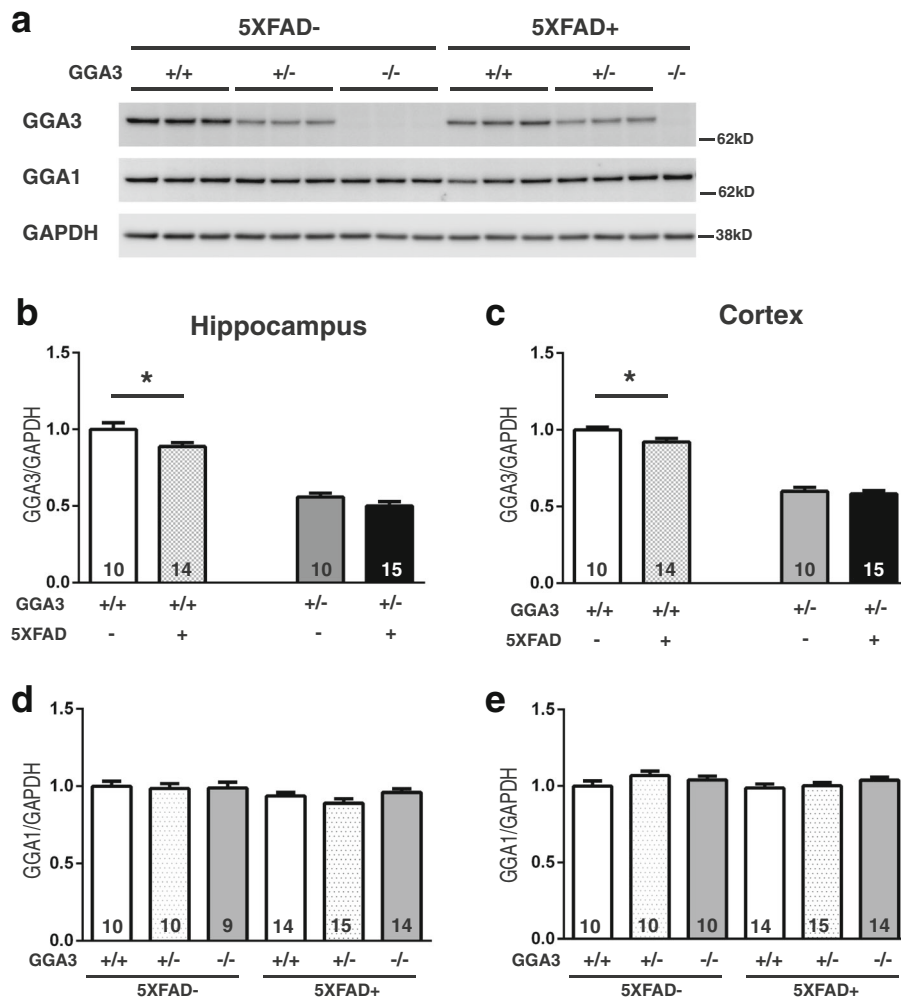 a
5XFAD- 5XFAD+
GGA3 +/+ +/- -/- +/+ +/- -/-
GGA3
62kD
GGA1
62kD
GAPDH
38kD
b
Hippocampus
GGA3/GAPDH
1.5
1.0
0.5
0.0
10 14 10 15
GGA3 +/+ +/+ +/- +/-
5XFAD - + - +
c
Cortex
GGA3/GAPDH
1.5
1.0
0.5
0.0
*
10 14 10 15
GGA3 +/+ +/+ +/- +/-
5XFAD - + - +
d
GGA1/GAPDH
1.5
1.0
0.5
0.0
10 10 9 14 15 14
GGA3 +/+ +/- -/- +/+ +/- -/-
5XFAD- 5XFAD+
e
GGA1/GAPDH
1.5
1.0
0.5
0.0
10 10 10 14 15 14
GGA3 +/+ +/- -/- +/+ +/- -/-
5XFAD- 5XFAD+